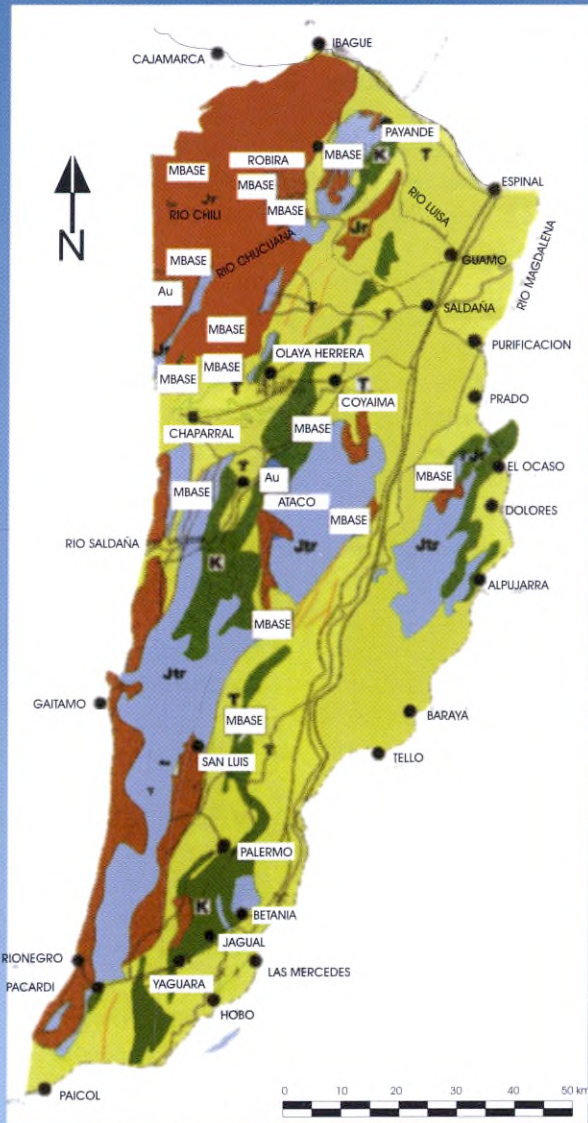 IBAGUE
CAJAMARCA
PAYANDE
ROBIRA
MBASE
K
T
MBASE
MBASE
ESPINAL
Jr
RIO CHILI
MBASE
RIO LUISA
Jr
RIO CHUCUANA
N
MBASE
GUAMO
RIO MAGDALENA
Au
T
T
SALDAÑA
MBASE
PURIFICACION
Jr
OLAYA HERRERA
MBASE
MBASE
T
T
COYAIMA
PRADO
CHAPARRAL
MBASE
T
Jr
EL OCASO
T
MBASE
Au
MBASE
ATACO
DOLORES
MBASE
RIO SALDAÑA
Jtr
Jtr
K
ALPUJARRA
MBASE
Jtr
GAITAMO
T
MBASE
BARAYA
T
SAN LUIS
TELLO
PALERMO
K
BETANIA
JAGUAL
RIONEGRO
LAS MERCEDES
PACARDI
YAGUARA
HOBO
PAICOL
0 10 20 30 40 50 km